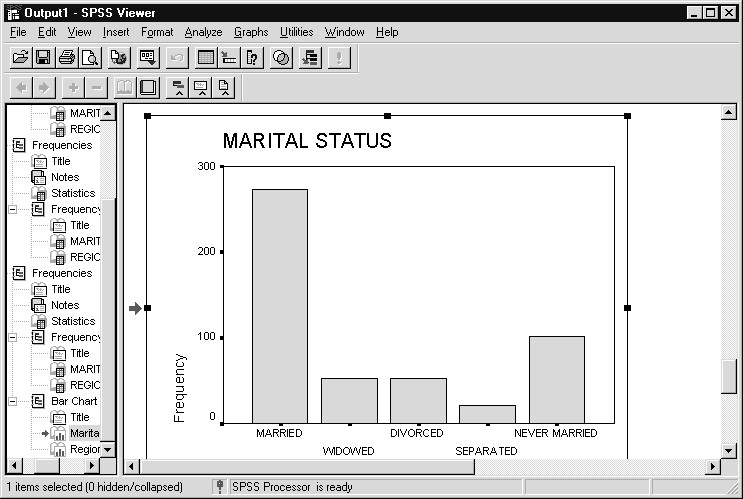 Output1 - SPSS Viewer
File Edit View Insert Format Analyze Graphs Utilities Window Help
MARIT
REGIC
Frequencies
Title
Notes
Statistics
Frequency
Title
MARIT
REGIC
Frequencies
Title
Notes
Statistics
Frequency
Title
MARIT
REGIC
Bar Chart
Title
Marita
Region
MARITAL STATUS
300
200
100
0
Frequency
MARRIED
WIDOWED
DIVORCED
SEPARATED
NEVER MARRIED
1 items selected (0 hidden/collapsed)
SPSS Processor is ready